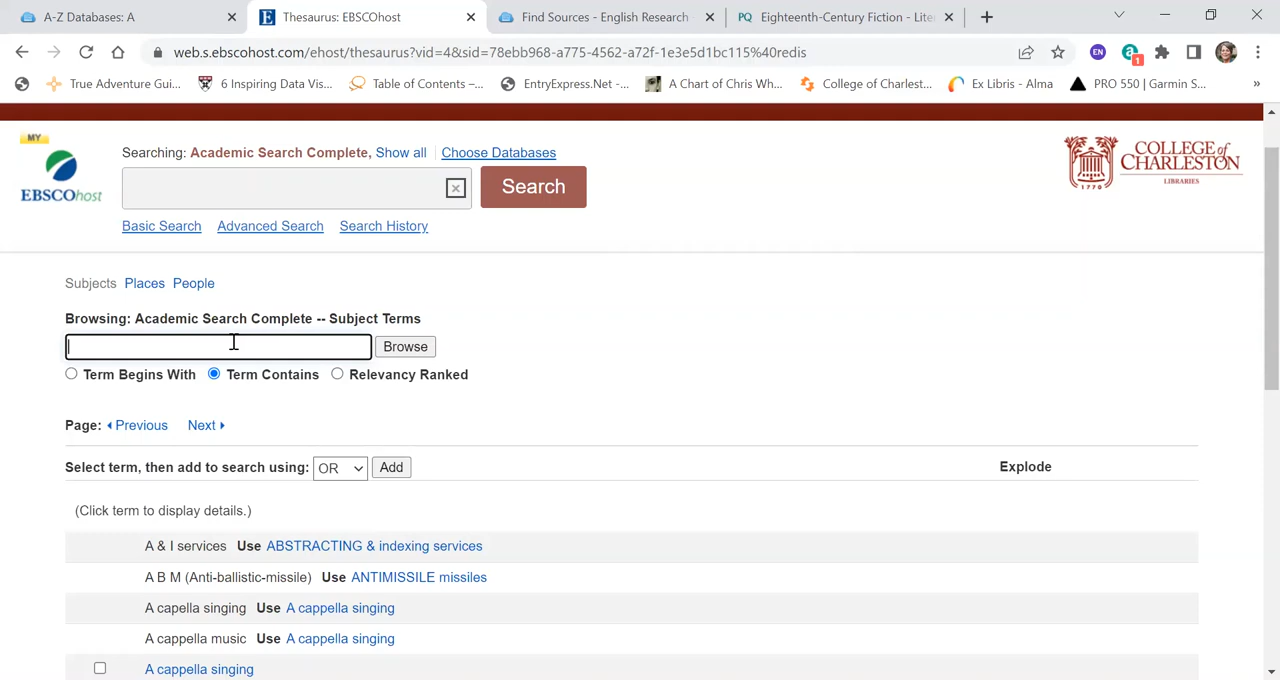 A-Z Databases: A
Thesaurus: EBSCOhost
Find Sources - English Research
PQ Eighteenth-Century Fiction - Lite
web.s.ebscohost.com/ehost/thesaurus?vid=4&sid=78ebb968-a775-4562-a72f-1e3e5d1bc115%40redis
EN
1
True Adventure Gui...
6 Inspiring Data Vis...
Table of Contents –...
EntryExpress.Net -...
A Chart of Chris Wh...
College of Charlest...
Ex Libris - Alma
PRO 550 | Garmin S...
»
MY
EBSCOhost
Searching: Academic Search Complete, Show all | Choose Databases
Search
Basic Search Advanced Search Search History
COLLEGE of
CHARLESTON
LIBRARIES
1770
Subjects Places People
Browsing: Academic Search Complete -- Subject Terms
Browse
Term Begins With Term Contains Relevancy Ranked
Page: Previous Next
Select term, then add to search using: OR Add Explode
(Click term to display details.)
A & I services Use ABSTRACTING & indexing services
A B M (Anti-ballistic-missile) Use ANTIMISSILE missiles
A capella singing Use A cappella singing
A cappella music Use A cappella singing
A cappella singing